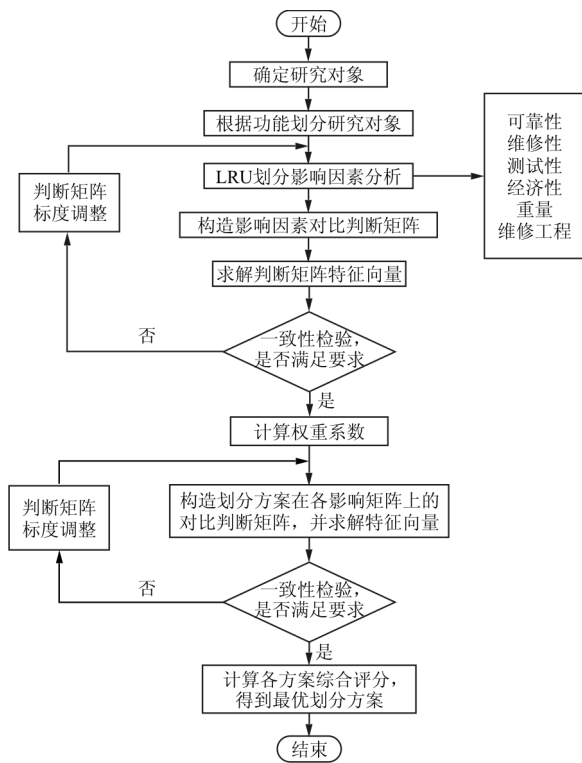 开始
确定研究对象
根据功能划分研究对象
LRU划分影响因素分析
可靠性
维修性
测试性
经济性
重量
维修工程
判断矩阵
标度调整
构造影响因素对比判断矩阵
求解判断矩阵特征向量
一致性检验，
是否满足要求
否
是
计算权重系数
判断矩阵
标度调整
构造划分方案在各影响矩阵上的
对比判断矩阵，并求解特征向量
一致性检验，
是否满足要求
否
是
计算各方案综合评分，
得到最优划分方案
结束